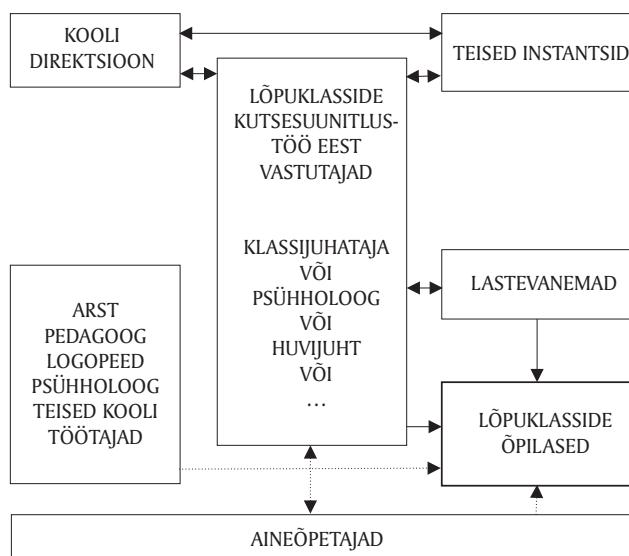 KOOLI
DIREKTSIOON
TEISED INSTANTSID
LÕPUKLASSIDE
KUTSESUUNITLUS-
TÖÖ EEST
VASTUTAJAD
KLASSIJUHATAJA
VÕI
PSÜHHOLOOG
VÕI
HUVIJUHT
VÕI
…
ARST
PEDAGOOG
LOGOPEED
PSÜHHOLOOG
TEISED KOOLI
TÖÖTAJAD
LASTEVANEMAD
LÕPUKLASSIDE
ÕPILASED
AINEÕPETAJAD